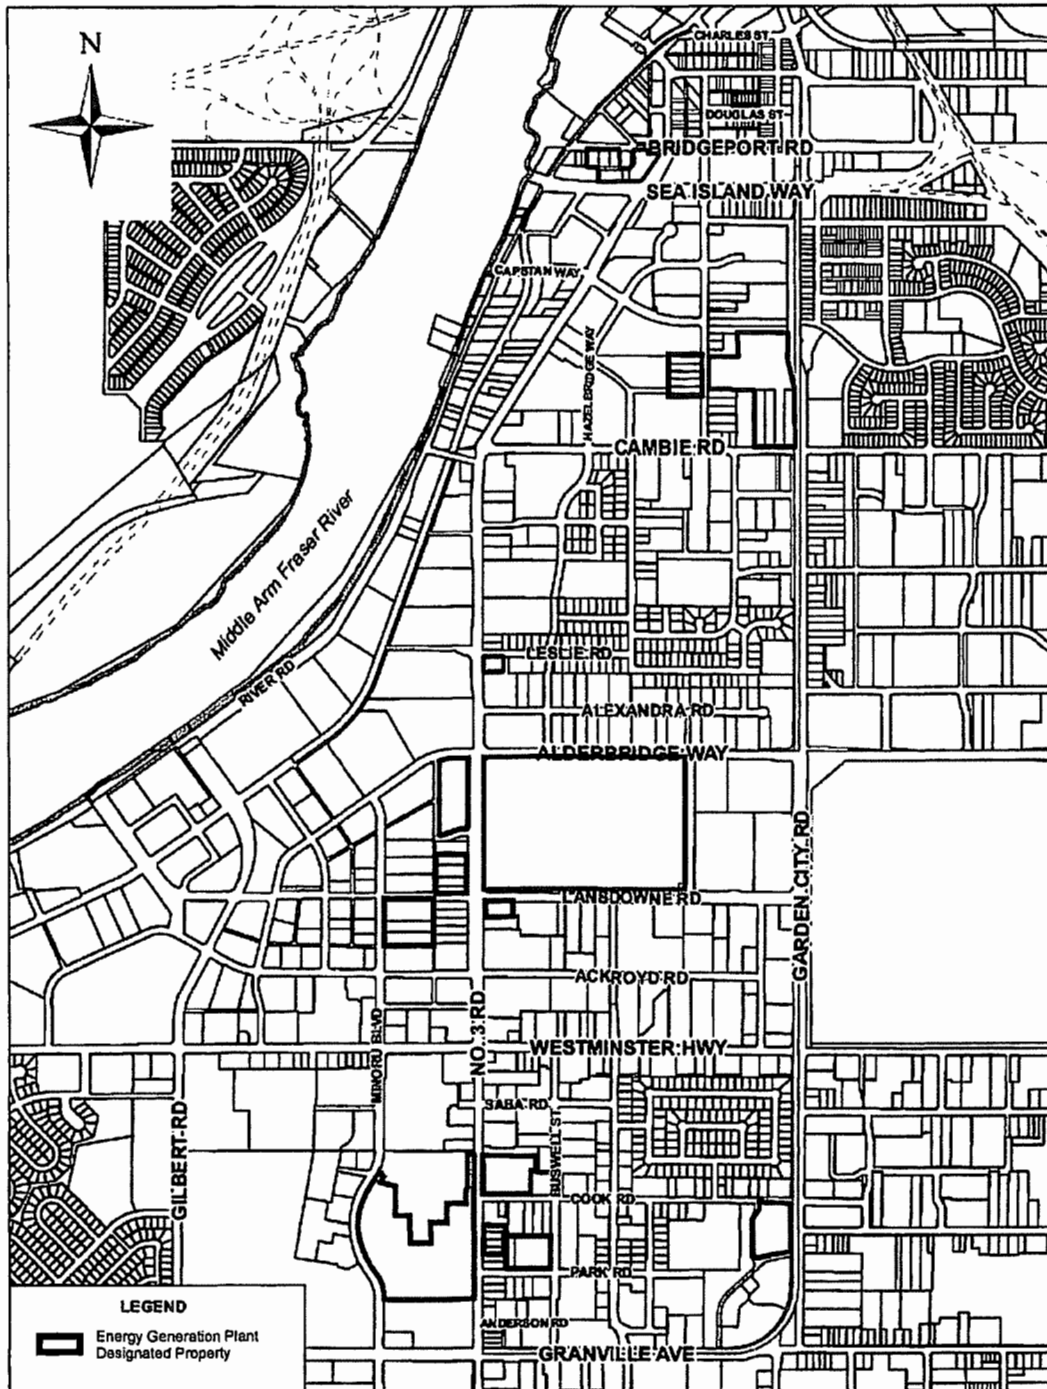 N
CHARLES ST
DOUGLAS ST
BRIDGEPORT RD
SEA ISLAND WAY
CAPSTAN WAY
HAZELBRIDGE WAY
CAMBIE RD
Middle Arm Fraser River
RIVER RD
LESLIE RD
ALEXANDRA RD
ALDERBRIDGE WAY
GARDEN CITY RD
LANSDOWNE RD
ACKROYD RD
NO. 3 RD
MINORU BLVD
WESTMINSTER HWY
SABA RD
BUSWELL ST
GILBERT RD
COOK RD
PARK RD
ANDERSON RD
GRANVILLE AVE
LEGEND
Energy Generation Plant
Designated Property